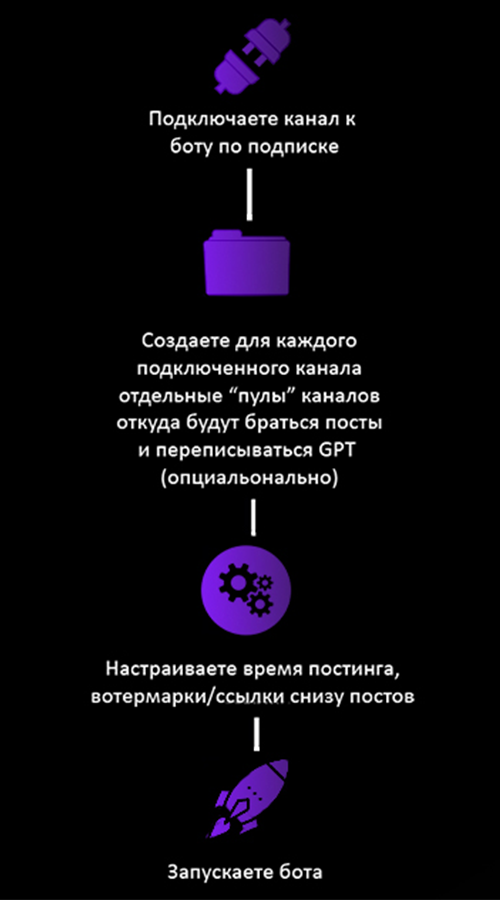 Подключаете канал к
боту по подписке
Создаете для каждого
подключенного канала
отдельные “пулы” каналов
откуда будут браться посты
и переписываться GPT
(опциальонально)
Настраиваете время постинга,
вотермарки/ссылки снизу постов
Запускаете бота